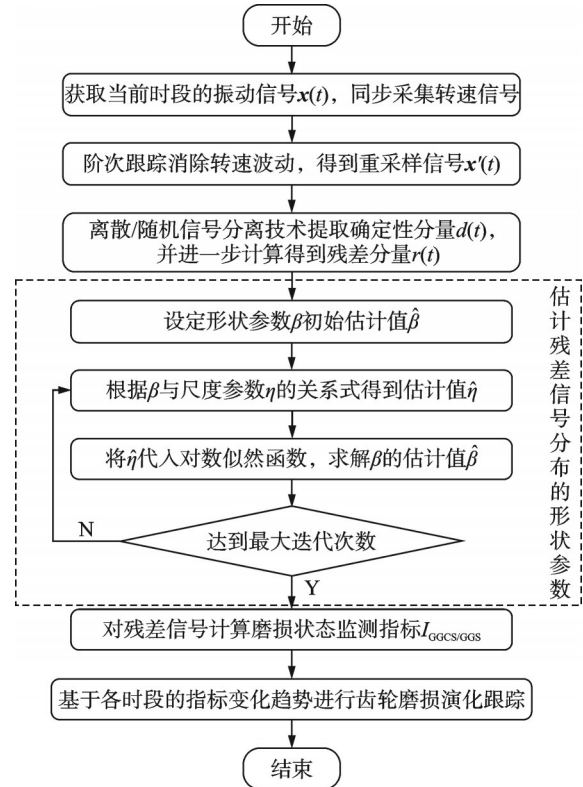 开始
获取当前时段的振动信号x(t)，同步采集转速信号
阶次跟踪消除转速波动，得到重采样信号x'(t)
离散/随机信号分离技术提取确定性分量d(t)，
并进一步计算得到残差分量r(t)
设定形状参数β初始估计值β̂
根据β与尺度参数η的关系式得到估计值η̂
将η̂代入对数似然函数，求解β的估计值β̂
达到最大迭代次数
N
Y
估计残差信号分布的形状参数
对残差信号计算磨损状态监测指标I_GGCS/GGS
基于各时段的指标变化趋势进行齿轮磨损演化跟踪
结束